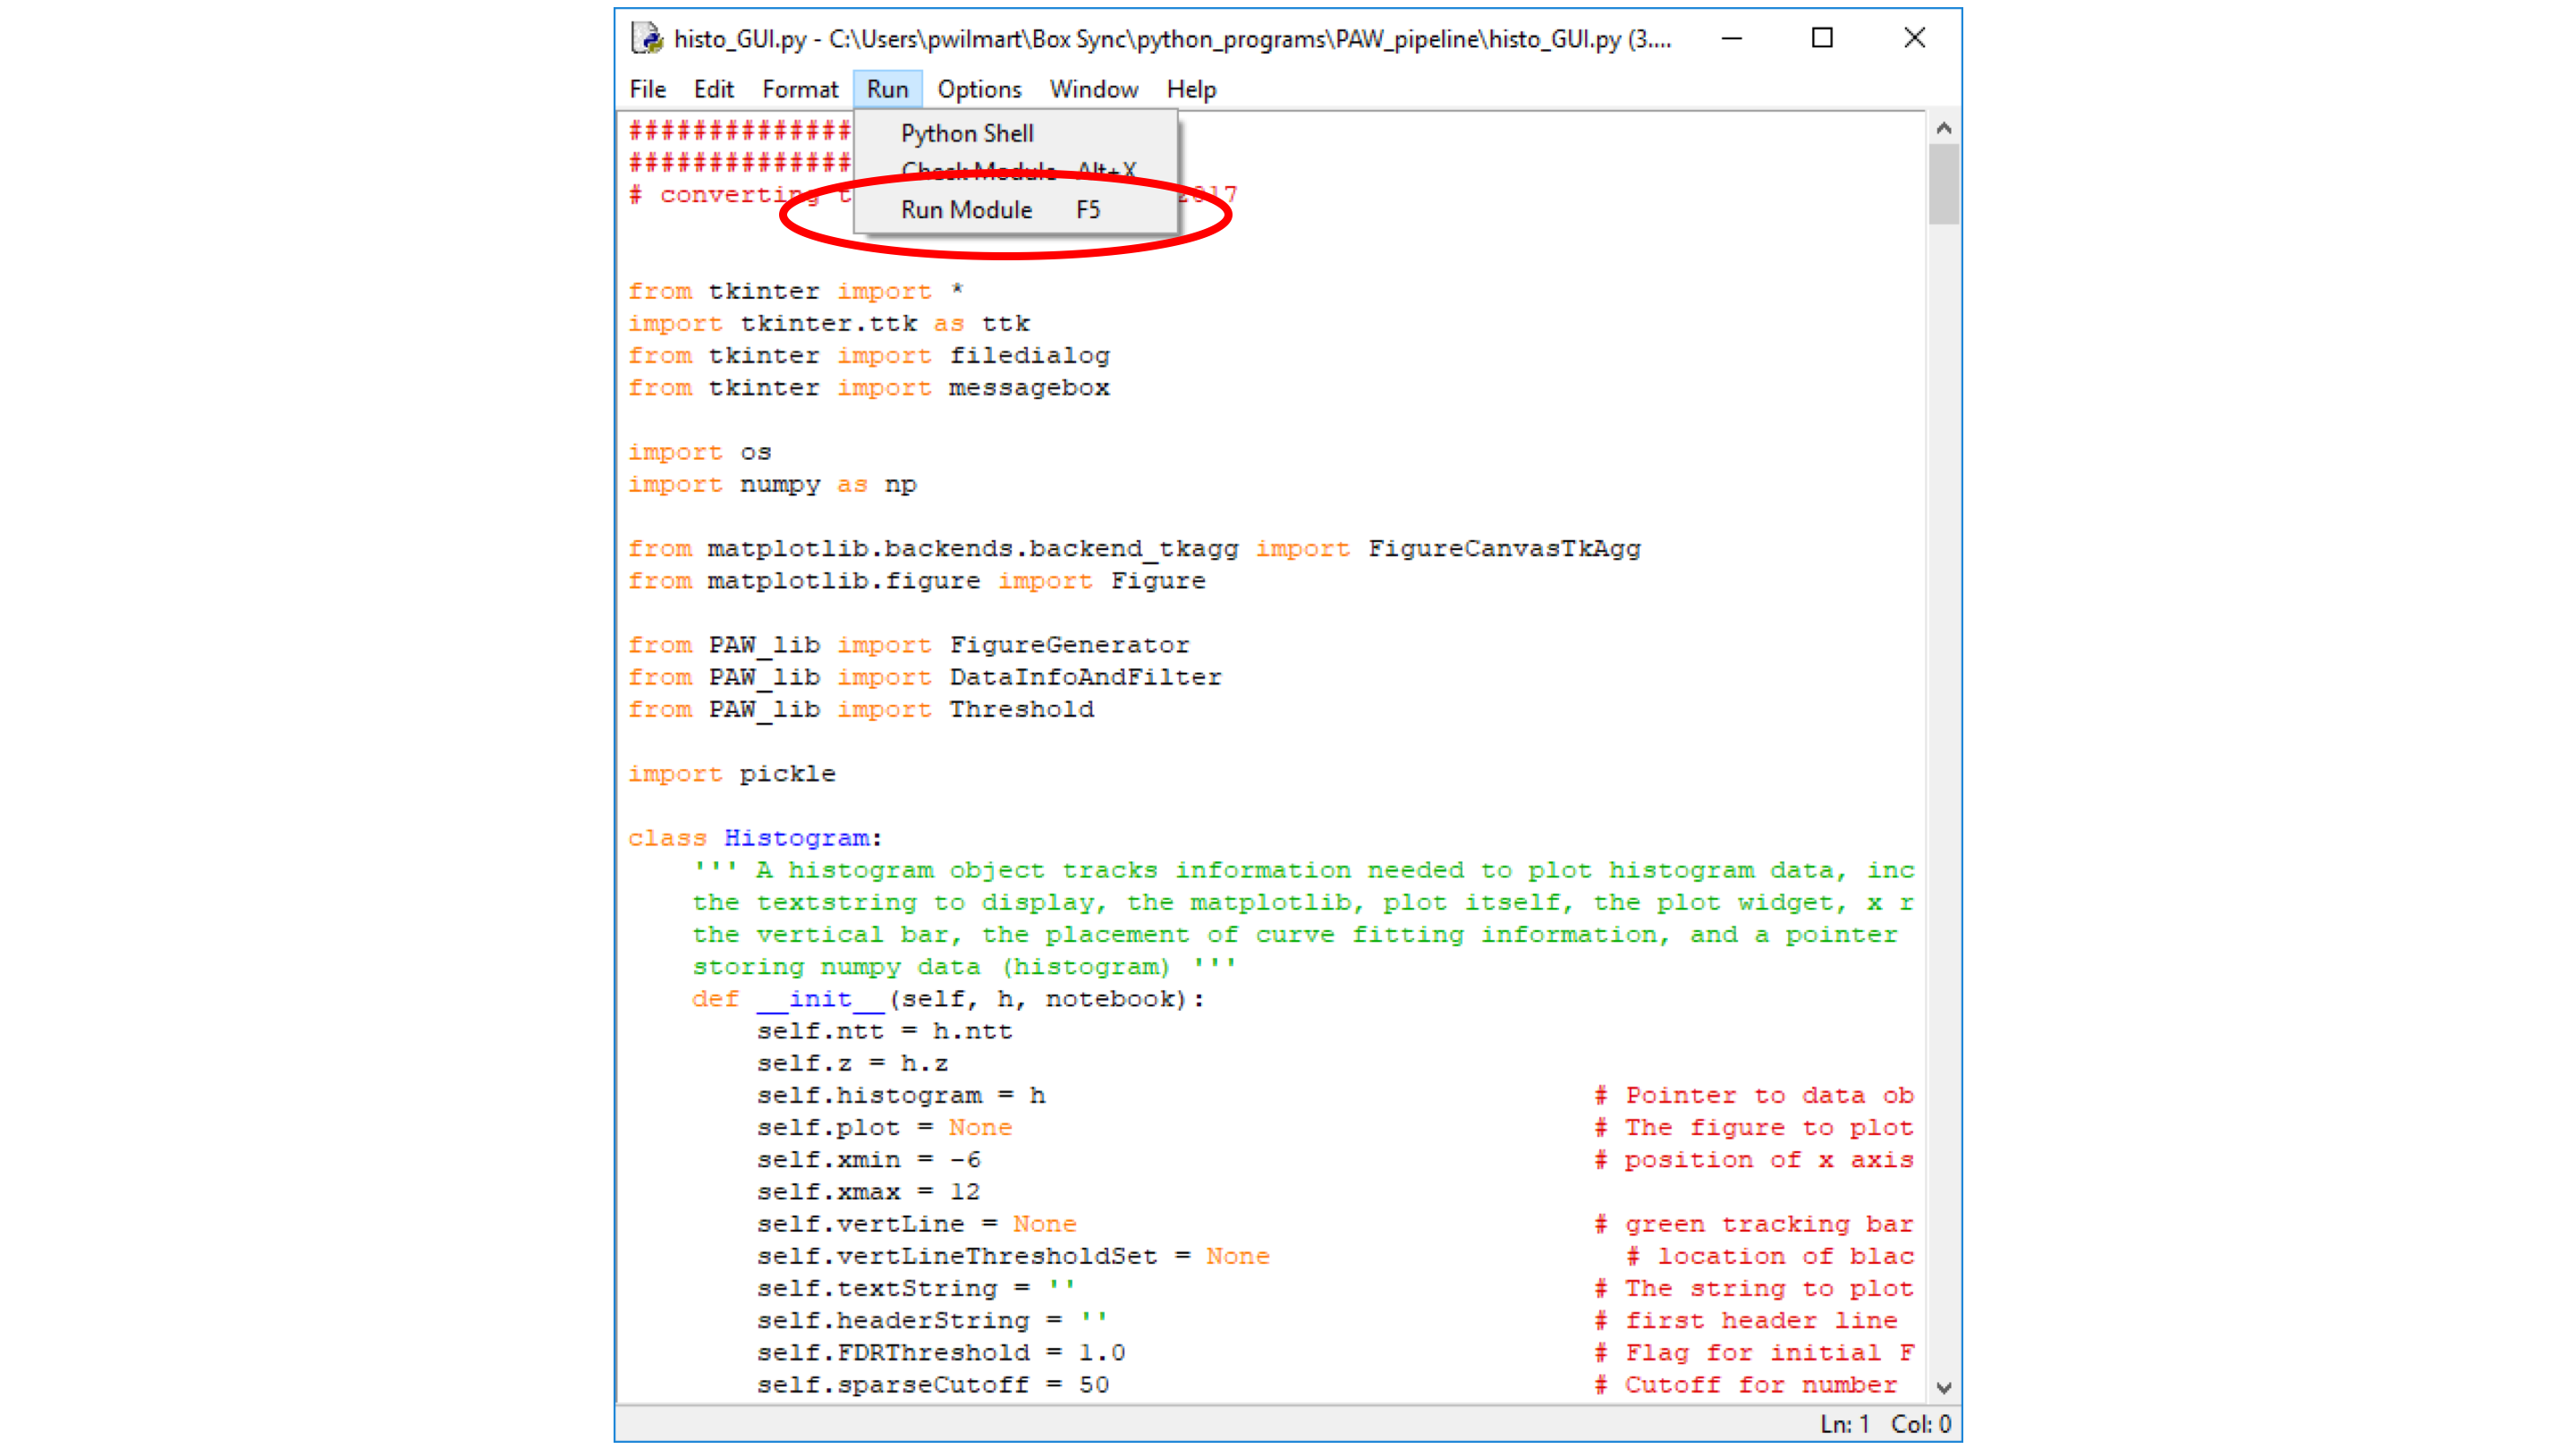 histo_GUI.py - C:\Users\pwilmart\Box Sync\python_programs\PAW_pipeline\histo_GUI.py (3....
File Edit Format Run Options Window Help
##############
Python Shell
##############
Check Module Alt+X
# converting t 2017
Run Module F5
from tkinter import *
import tkinter.ttk as ttk
from tkinter import filedialog
from tkinter import messagebox
import os
import numpy as np
from matplotlib.backends.backend_tkagg import FigureCanvasTkAgg
from matplotlib.figure import Figure
from PAW_lib import FigureGenerator
from PAW_lib import DataInfoAndFilter
from PAW_lib import Threshold
import pickle
class Histogram:
''' A histogram object tracks information needed to plot histogram data, inc
the textstring to display, the matplotlib, plot itself, the plot widget, x r
the vertical bar, the placement of curve fitting information, and a pointer
storing numpy data (histogram) '''
def __init__(self, h, notebook):
self.ntt = h.ntt
self.z = h.z
self.histogram = h # Pointer to data ob
self.plot = None # The figure to plot
self.xmin = -6 # position of x axis
self.xmax = 12
self.vertLine = None # green tracking bar
self.vertLineThresholdSet = None # location of blac
self.textString = '' # The string to plot
self.headerString = '' # first header line
self.FDRThreshold = 1.0 # Flag for initial F
self.sparseCutoff = 50 # Cutoff for number
Ln: 1 Col: 0